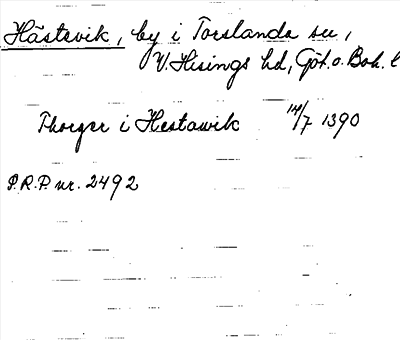 Hästevik, by i Torslanda sn,
V. Hisings hd, Göt. o. Boh. l
Thorger i Hestawik 14/7 1390
P.R.P. nr. 2492